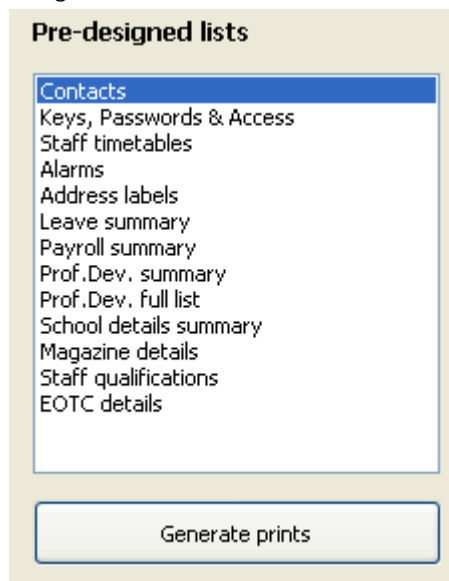 Pre-designed lists
Contacts
Keys, Passwords & Access
Staff timetables
Alarms
Address labels
Leave summary
Payroll summary
Prof.Dev. summary
Prof.Dev. full list
School details summary
Magazine details
Staff qualifications
EOTC details
Generate prints